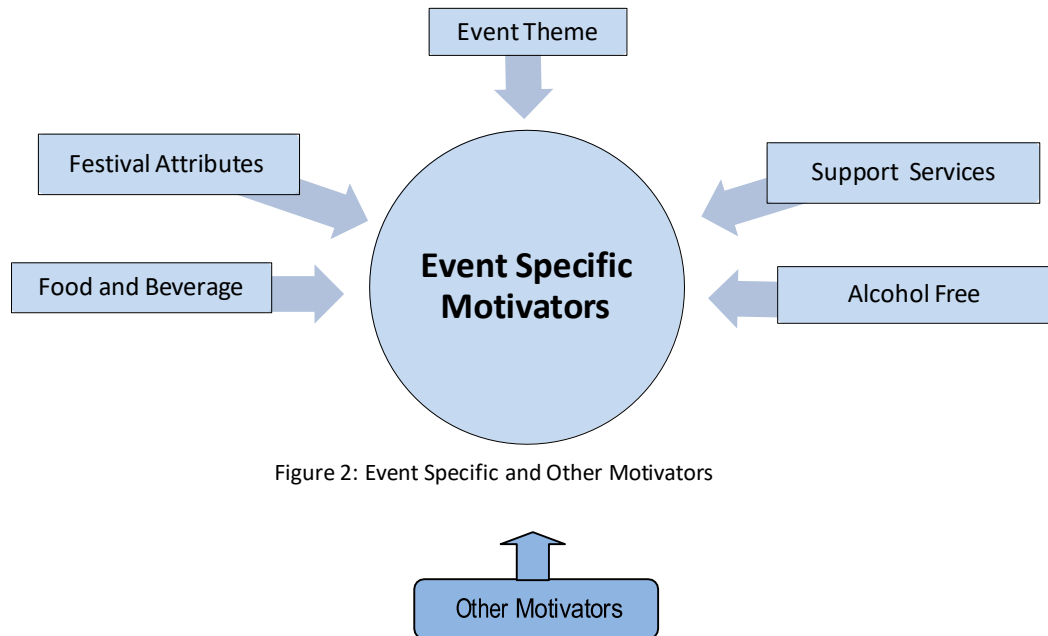 Event Theme
Festival Attributes
Support Services
Food and Beverage
Alcohol Free
Event Specific
Motivators
Figure 2: Event Specific and Other Motivators
Other Motivators